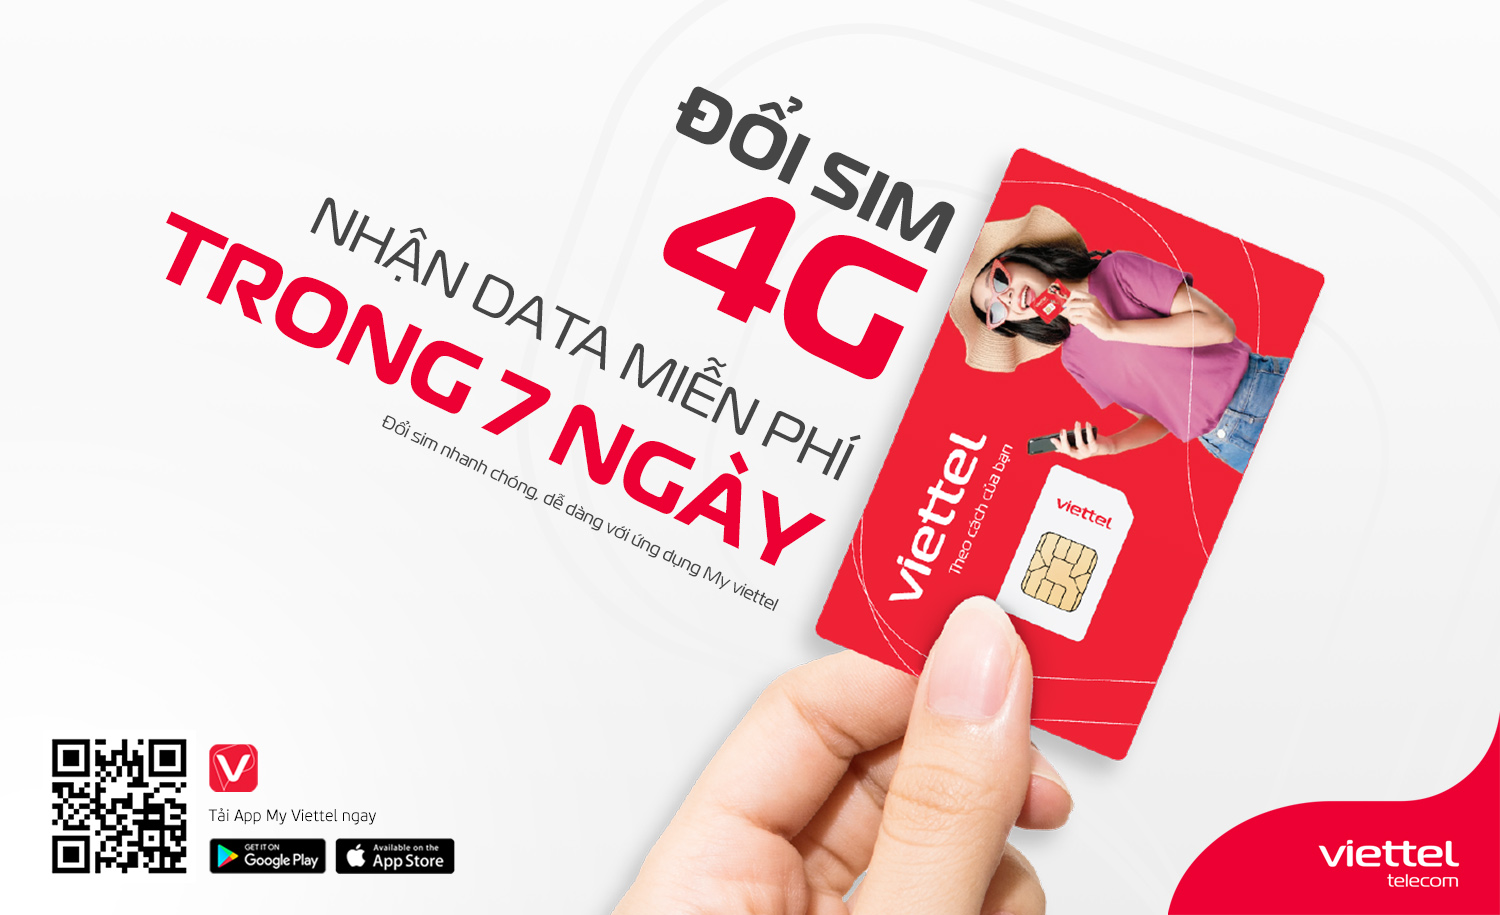 ĐỔI SIM
4G
NHẬN DATA MIỄN PHÍ
TRONG 7 NGÀY
Đổi sim nhanh chóng, dễ dàng với ứng dụng My viettel
viettel
Theo cách của bạn
viettel
Tải App My Viettel ngay
GET IT ON
Google Play
Available on the
App Store
viettel
telecom